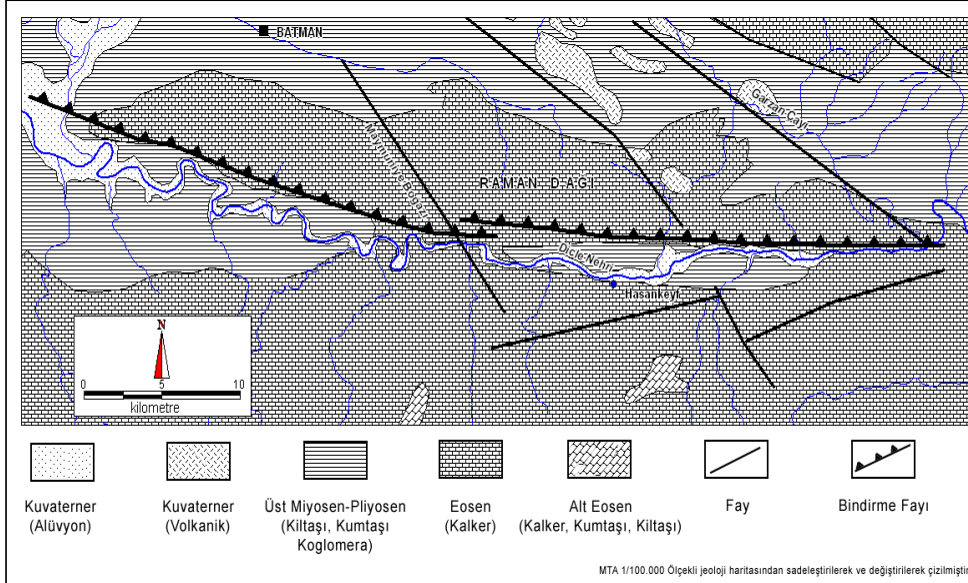 BATMAN
Garzan Çayı
Maymunuk Boğazı
RAMAN DAĞI
Dicle Nehri
Hasankeyf
N
0 5 10
kilometre
Kuvaterner
(Alüvyon)
Kuvaterner
(Volkanik)
Üst Miyosen-Pliyosen
(Kiltaşı, Kumtaşı
Koglomera)
Eosen
(Kalker)
Alt Eosen
(Kalker, Kumtaşı, Kiltaşı)
Fay
Bindirme Fayı
MTA 1/100.000 Ölçekli jeoloji haritasından sadeleştirilerek ve değiştirilerek çizilmiştir